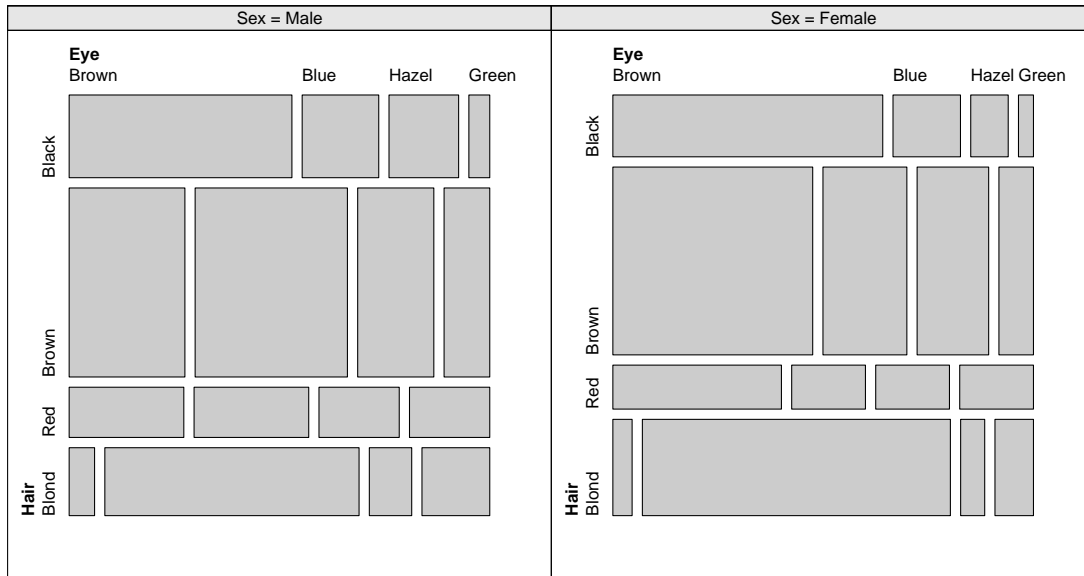 Sex = Male
Eye
Brown Blue Hazel Green
Black
Brown
Red
Blond
Hair
Sex = Female
Eye
Brown Blue Hazel Green
Black
Brown
Red
Blond
Hair